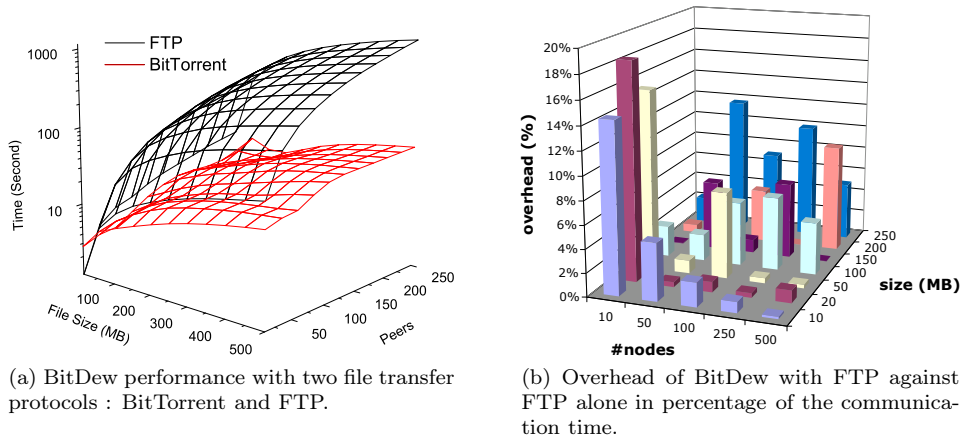 1000
100
10
Time (Second)
FTP
BitTorrent
100
200
300
400
500
File Size (MB)
50
100
150
200
250
Peers
(a) BitDew performance with two file transfer
protocols : BitTorrent and FTP.
20%
18%
16%
14%
12%
10%
8%
6%
4%
2%
0%
overhead (%)
10
50
100
250
500
#nodes
10
20
50
100
150
200
250
size (MB)
(b) Overhead of BitDew with FTP against
FTP alone in percentage of the communica-
tion time.